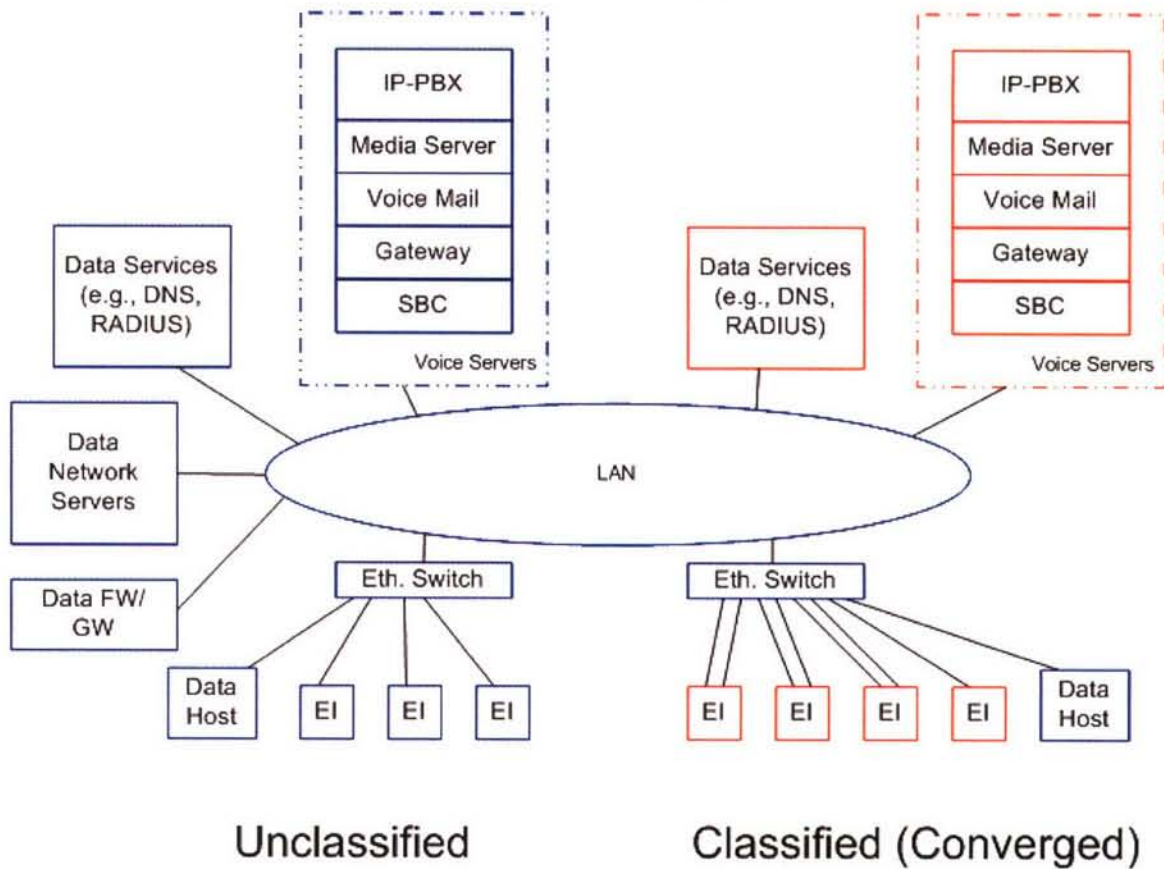 IP-PBX
Media Server
Voice Mail
Gateway
SBC
Voice Servers
Data Services
(e.g., DNS,
RADIUS)
Data
Network
Servers
Data FW/
GW
IP-PBX
Media Server
Voice Mail
Gateway
SBC
Voice Servers
Data Services
(e.g., DNS,
RADIUS)
LAN
Eth. Switch
Data
Host
EI
EI
EI
Eth. Switch
EI
EI
EI
EI
Data
Host
Unclassified
Classified (Converged)